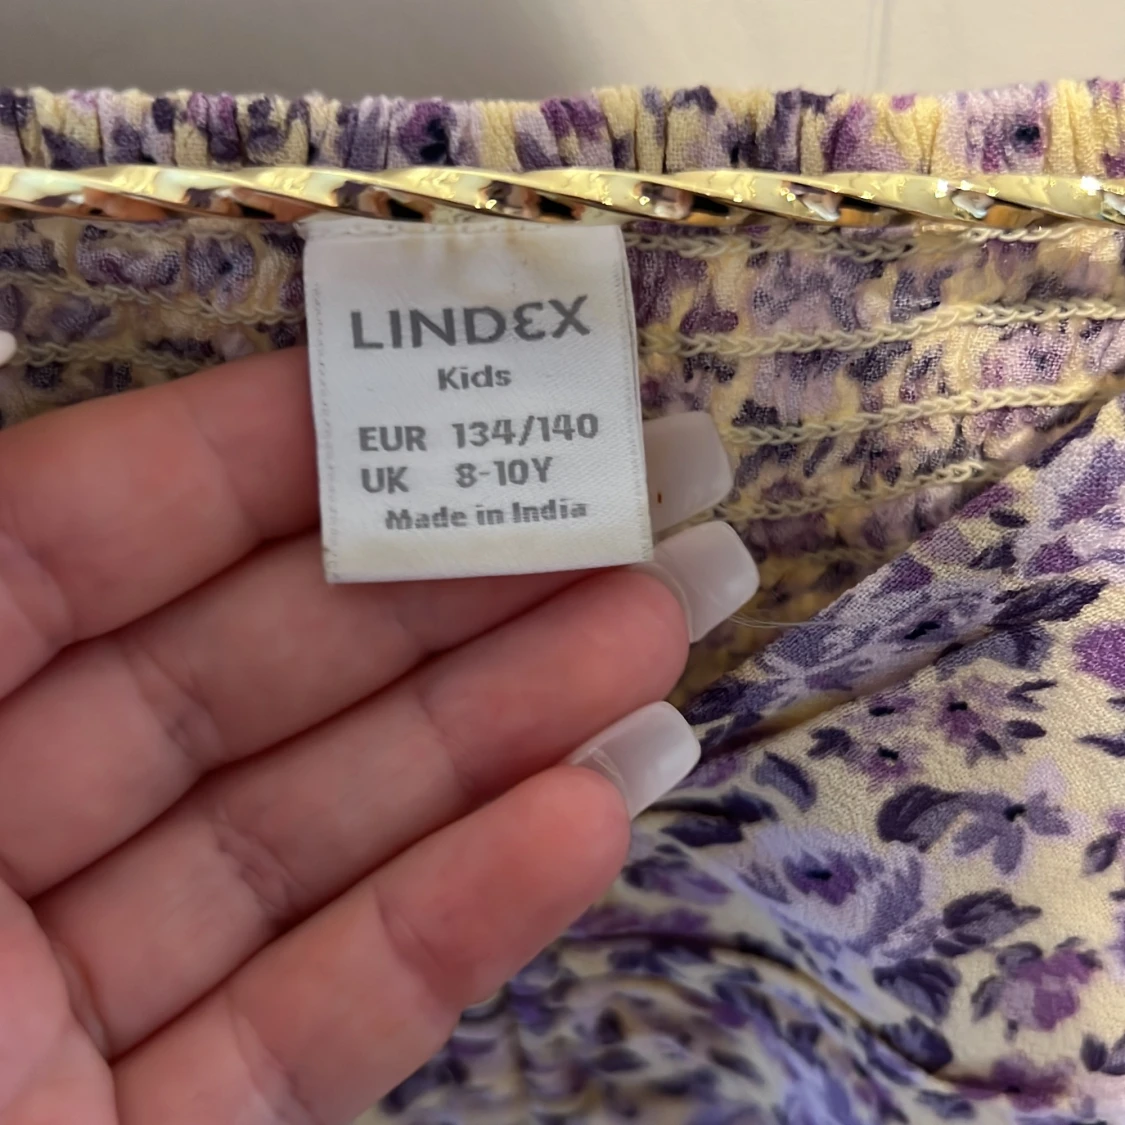 LINDEX
Kids
EUR 134/140
UK 8-10Y
Made in India